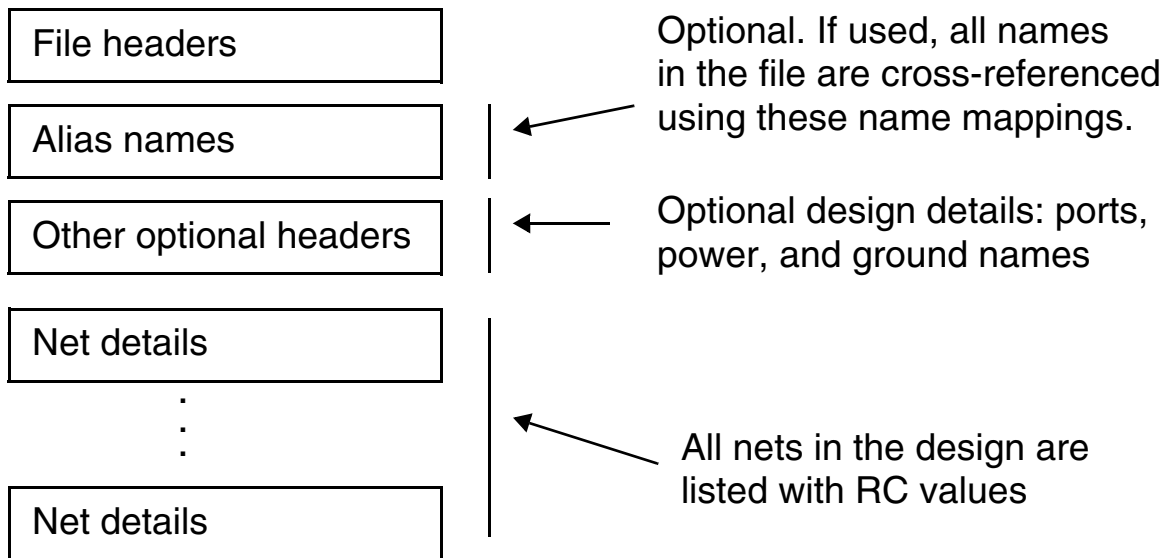 File headers
Optional. If used, all names
in the file are cross-referenced
using these name mappings.
Alias names
Other optional headers
Optional design details: ports,
power, and ground names
Net details
.
.
.
All nets in the design are
listed with RC values
Net details